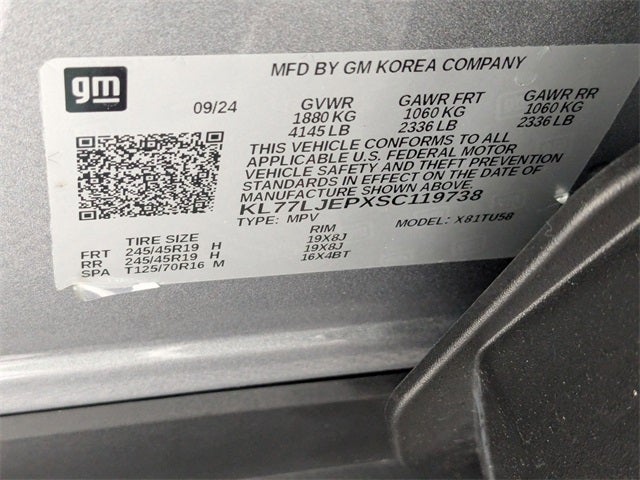 gm
MFD BY GM KOREA COMPANY
09/24 GVWR GAWR FRT GAWR RR
1880 KG 1060 KG 1060 KG
4145 LB 2336 LB 2336 LB
THIS VEHICLE CONFORMS TO ALL
APPLICABLE U.S. FEDERAL MOTOR
VEHICLE SAFETY AND THEFT PREVENTION
STANDARDS IN EFFECT ON THE DATE OF
MANUFACTURE SHOWN ABOVE.
KL77LJEPXSC119738
TYPE: MPV MODEL: X81TU58
TIRE SIZE RIM
FRT 245/45R19 H 19X8J
RR 245/45R19 H 19X8J
SPA T125/70R16 M 16X4BT